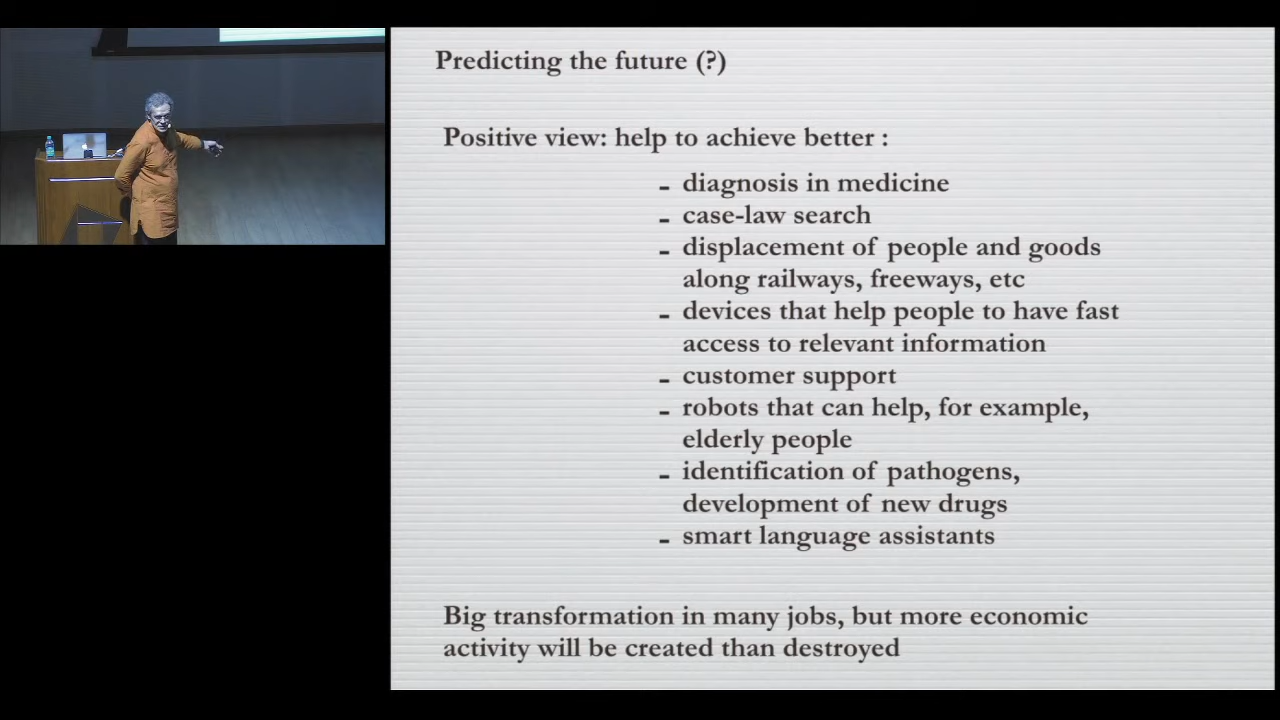 Predicting the future (?)
Positive view: help to achieve better :
- diagnosis in medicine
- case-law search
- displacement of people and goods
along railways, freeways, etc
- devices that help people to have fast
access to relevant information
- customer support
- robots that can help, for example,
elderly people
- identification of pathogens,
development of new drugs
- smart language assistants
Big transformation in many jobs, but more economic
activity will be created than destroyed